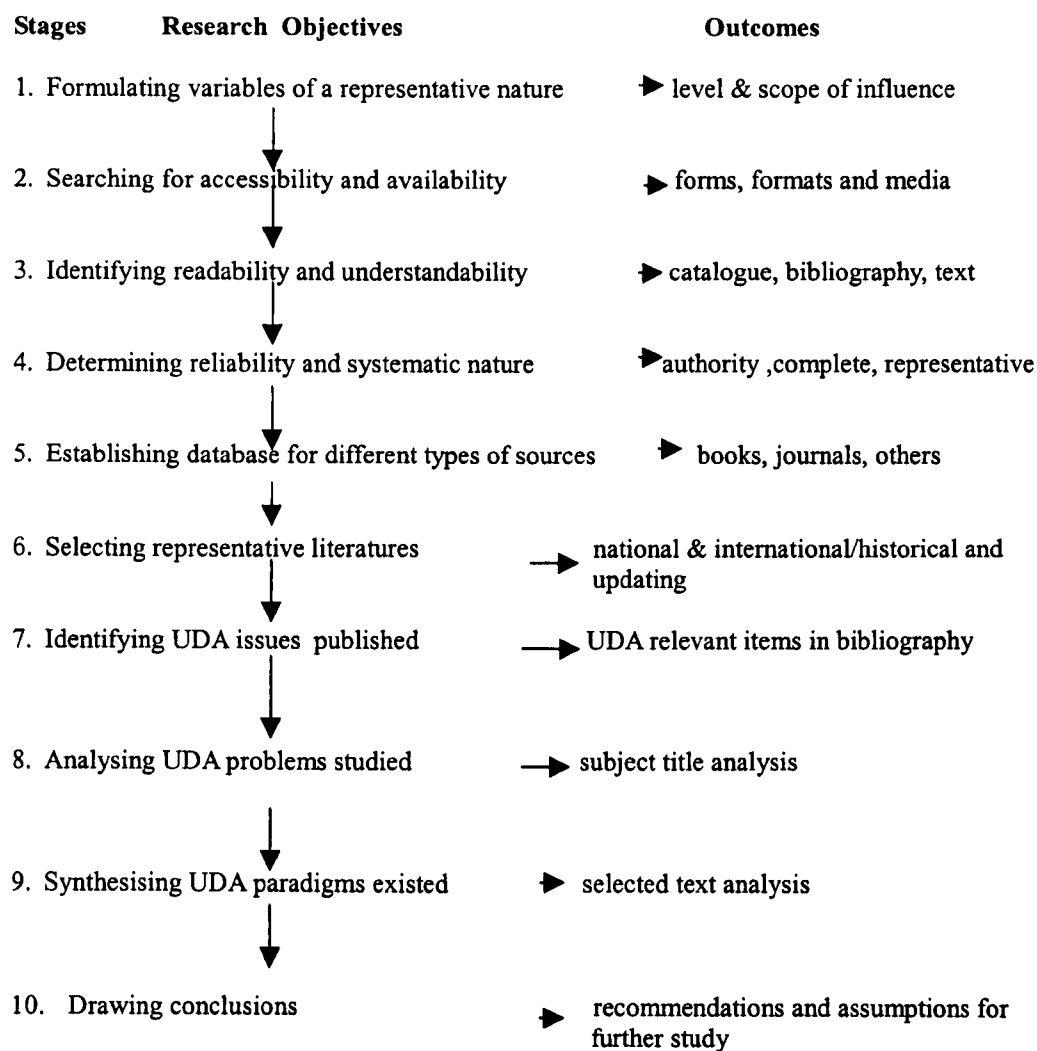 Stages Research Objectives Outcomes
1. Formulating variables of a representative nature level & scope of influence
2. Searching for accessibility and availability forms, formats and media
3. Identifying readability and understandability catalogue, bibliography, text
4. Determining reliability and systematic nature authority ,complete, representative
5. Establishing database for different types of sources books, journals, others
6. Selecting representative literatures national & international/historical and
updating
7. Identifying UDA issues published UDA relevant items in bibliography
8. Analysing UDA problems studied subject title analysis
9. Synthesising UDA paradigms existed selected text analysis
10. Drawing conclusions recommendations and assumptions for
further study